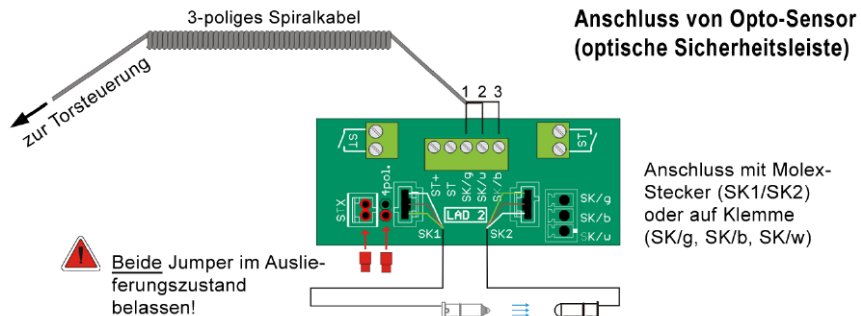 3-poliges Spiralkabel
Anschluss von Opto-Sensor
(optische Sicherheitsleiste)
zur Torsteuerung
1 2 3
ST
ST
ST+
ST
SK/g
SK/u
SK/b
4pol.
STX
SK1
LAD 2
SK2
SK/g
SK/b
SK/u
Anschluss mit Molex-
Stecker (SK1/SK2)
oder auf Klemme
(SK/g, SK/b, SK/w)
Beide Jumper im Auslie-
ferungszustand
belassen!